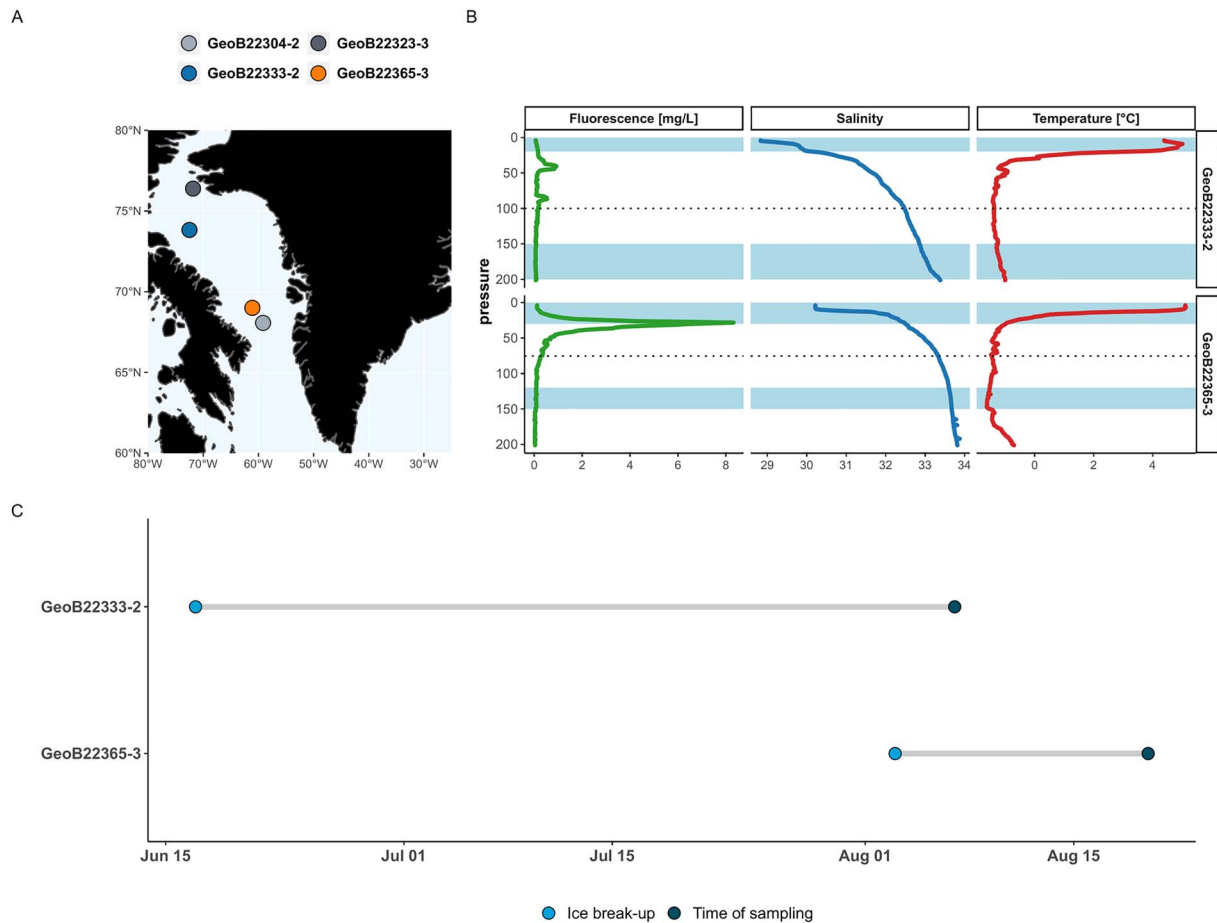 A
GeoB22304-2 GeoB22323-3
GeoB22333-2 GeoB22365-3
80°N
75°N
70°N
65°N
60°N
80°W 70°W 60°W 50°W 40°W 30°W
B
Fluorescence [mg/L] Salinity Temperature [°C]
pressure
0
50
100
150
200
GeoB22333-2
0
50
100
150
200
GeoB22365-3
0 2 4 6 8 29 30 31 32 33 34 0 2 4
C
GeoB22333-2
GeoB22365-3
Jun 15 Jul 01 Jul 15 Aug 01 Aug 15
Ice break-up Time of sampling